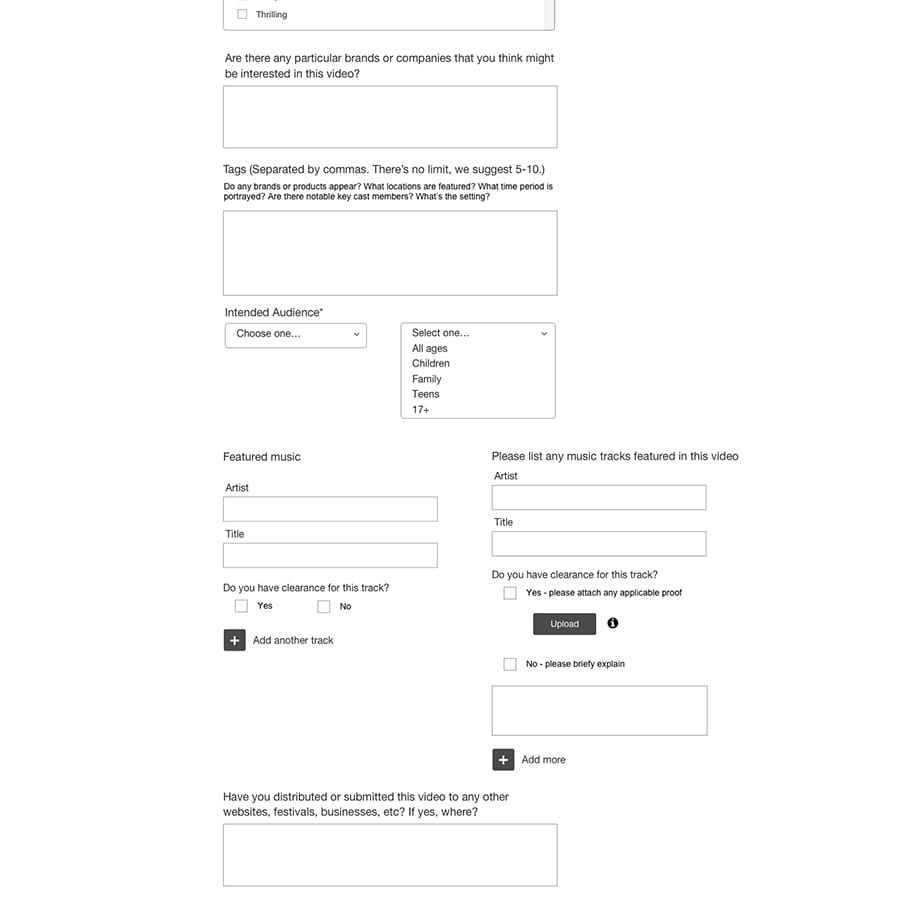 Thrilling
Are there any particular brands or companies that you think might
be interested in this video?
Tags (Separated by commas. There's no limit, we suggest 5-10.)
Do any brands or products appear? What locations are featured? What time period is
portrayed? Are there notable key cast members? What's the setting?
Intended Audience*
Choose one...
Select one...
All ages
Children
Family
Teens
17+
Featured music
Artist
Title
Do you have clearance for this track?
Yes
No
+ Add another track
Please list any music tracks featured in this video
Artist
Title
Do you have clearance for this track?
Yes - please attach any applicable proof
Upload
No - please briefy explain
+ Add more
Have you distributed or submitted this video to any other
websites, festivals, businesses, etc? If yes, where?